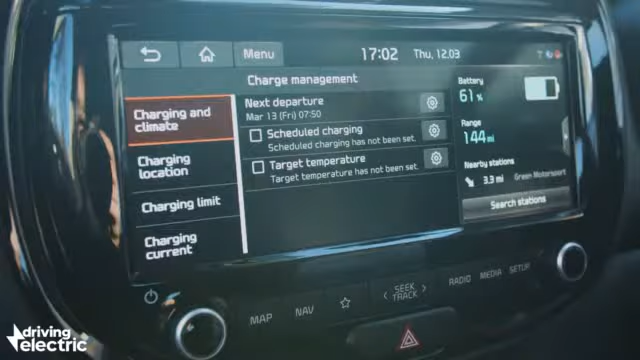 Menu
17:02
Thu, 12.03
Charge management
Charging and
climate
Charging
location
Charging limit
Charging
current
Next departure
Mar 13 (Fri) 07:50
Scheduled charging
Scheduled charging has not been set.
Target temperature
Target temperature has not been set.
Battery
61 %
Range
144 mi
Nearby stations
3.3 mi Green Motorsport
Search stations
MAP
NAV
SEEK
TRACK
RADIO
MEDIA
SETUP
driving
electric